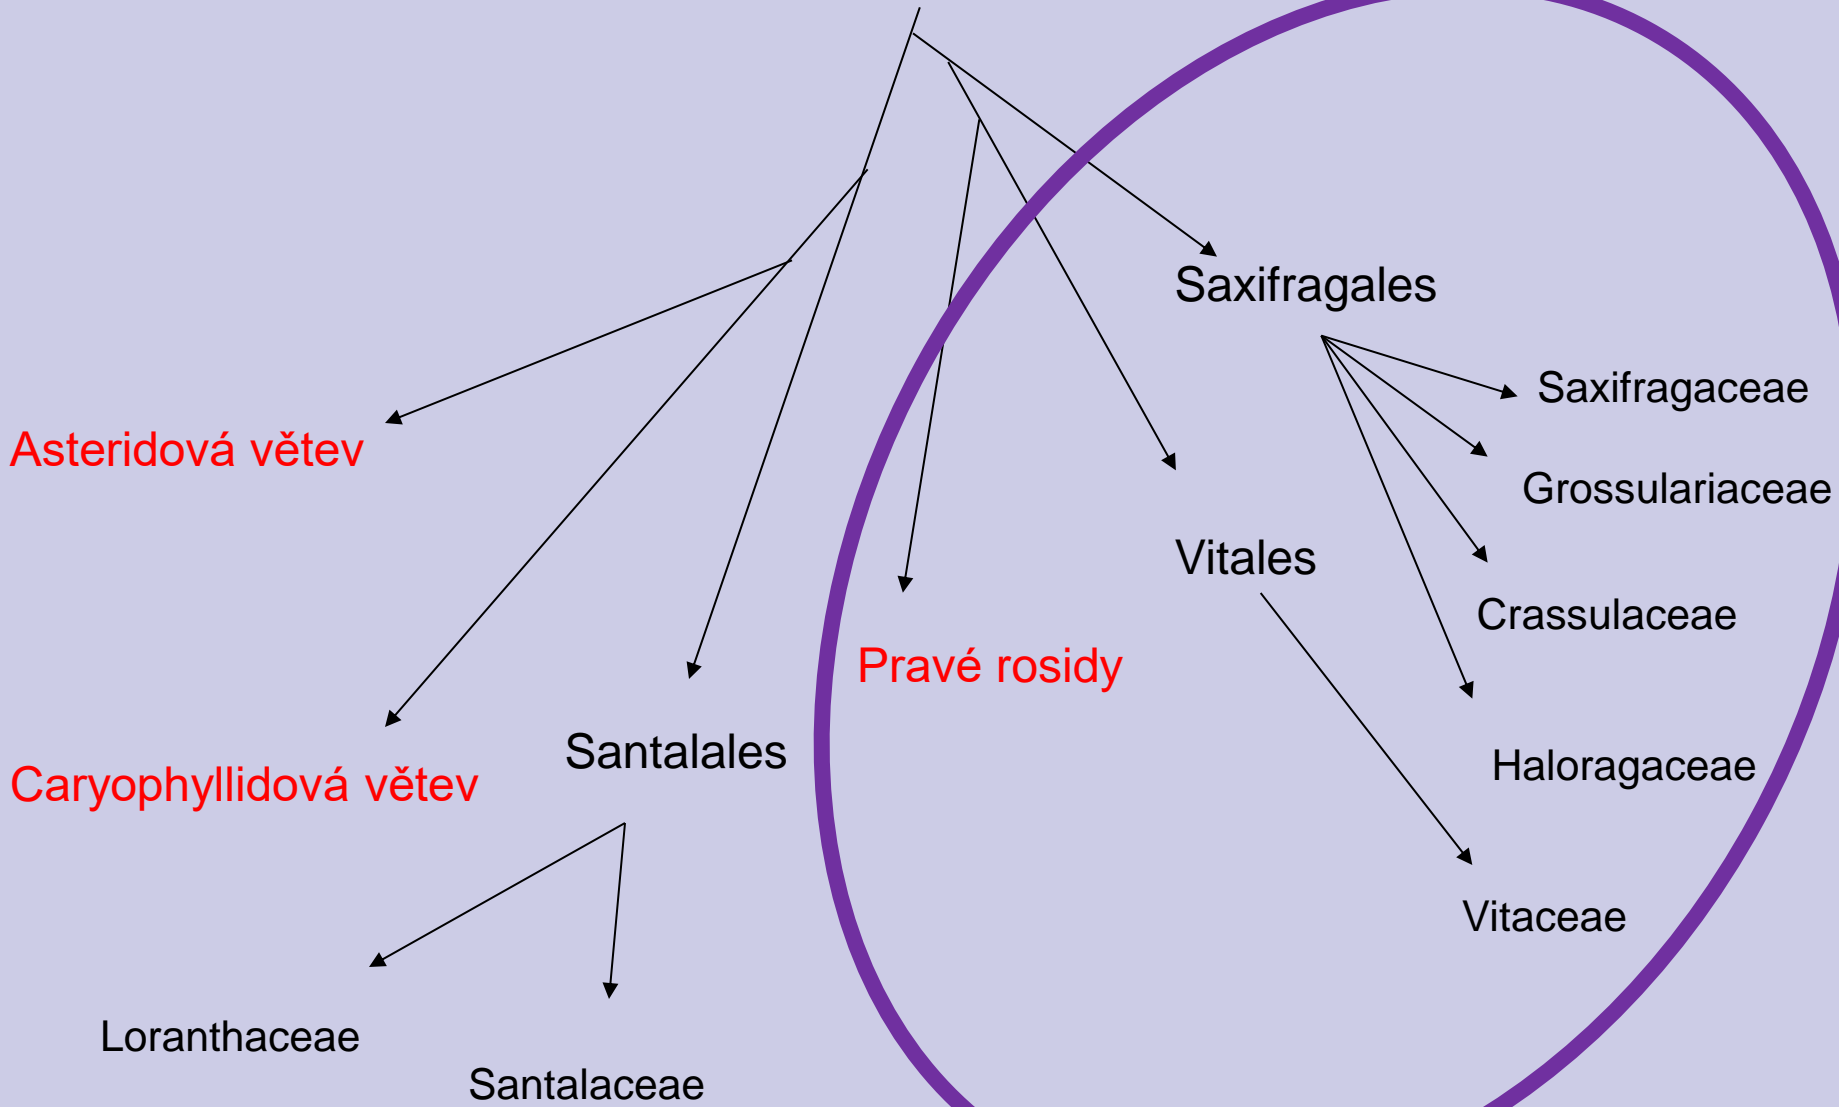 Saxifragales
Saxifragaceae
Asteridová větev
Grossulariaceae
Vitales
Crassulaceae
Pravé rosidy
Santalales
Haloragaceae
Caryophyllidová větev
Vitaceae
Loranthaceae
Santalaceae